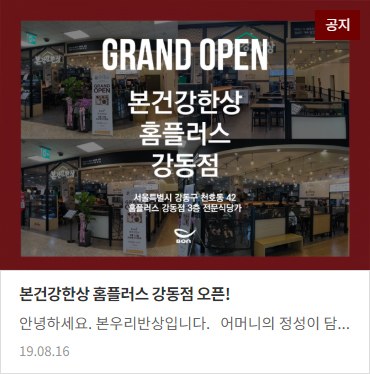 공지
GRAND OPEN
본건강한상
홈플러스
강동점
서울특별시 강동구 천호동 42
홈플러스 강동점 3층 전문식당가
BON
본건강한상 홈플러스 강동점 오픈!
안녕하세요. 본우리반상입니다. 어머니의 정성이 담...
19.08.16